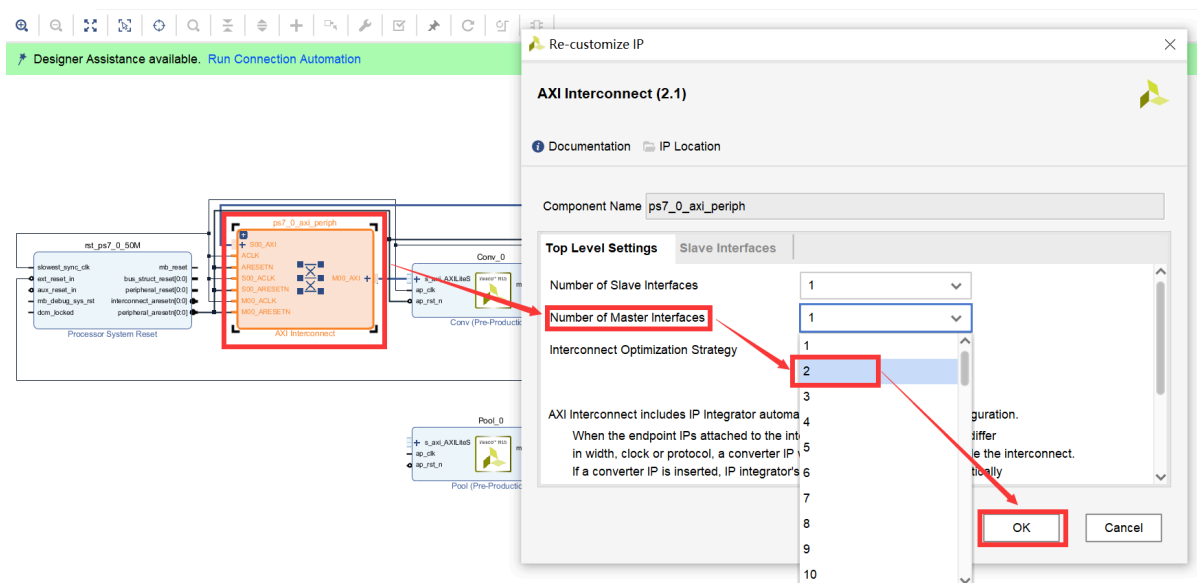 Designer Assistance available. Run Connection Automation
rst_ps7_0_50M
slowest_sync_clk
ext_reset_in
aux_reset_in
mb_debug_sys_rst
dcm_locked
mb_reset
bus_struct_reset[0:0]
peripheral_reset[0:0]
interconnect_aresetn[0:0]
peripheral_aresetn[0:0]
Processor System Reset
ps7_0_axi_periph
S00_AXI
ACLK
ARESETN
S00_ACLK
S00_ARESETN
M00_ACLK
M00_ARESETN
M00_AXI
AXI Interconnect
Conv_0
s_axi_AXILiteS
ap_clk
ap_rst_n
Conv (Pre-Productic
Pool_0
s_axi_AXILiteS
ap_clk
ap_rst_n
Pool (Pre-Productic
Re-customize IP
AXI Interconnect (2.1)
Documentation
IP Location
Component Name
ps7_0_axi_periph
Top Level Settings
Slave Interfaces
Number of Slave Interfaces
1
Number of Master Interfaces
1
Interconnect Optimization Strategy
1
2
3
4
5
6
7
8
9
10
AXI Interconnect includes IP Integrator automa guration.
When the endpoint IPs attached to the int differ
in width, clock or protocol, a converter IP e the interconnect.
If a converter IP is inserted, IP integrator's tically
OK
Cancel